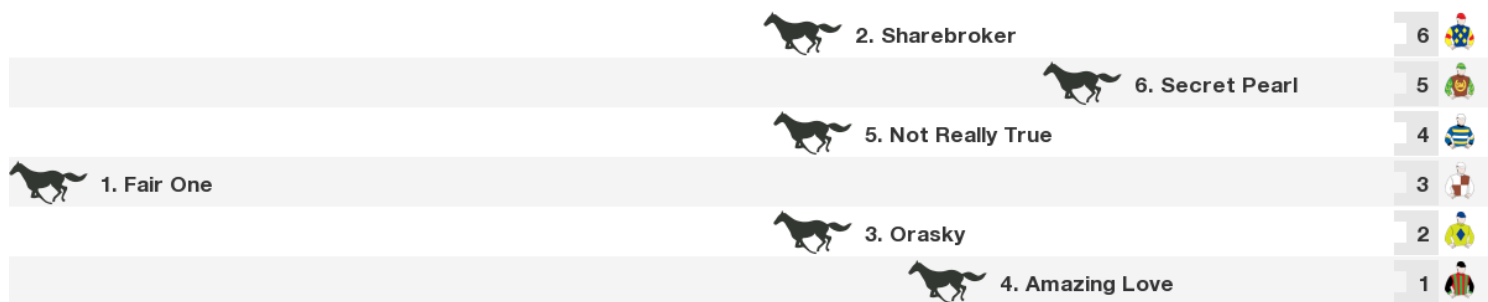 2. Sharebroker 6
6. Secret Pearl 5
5. Not Really True 4
1. Fair One 3
3. Orasky 2
4. Amazing Love 1